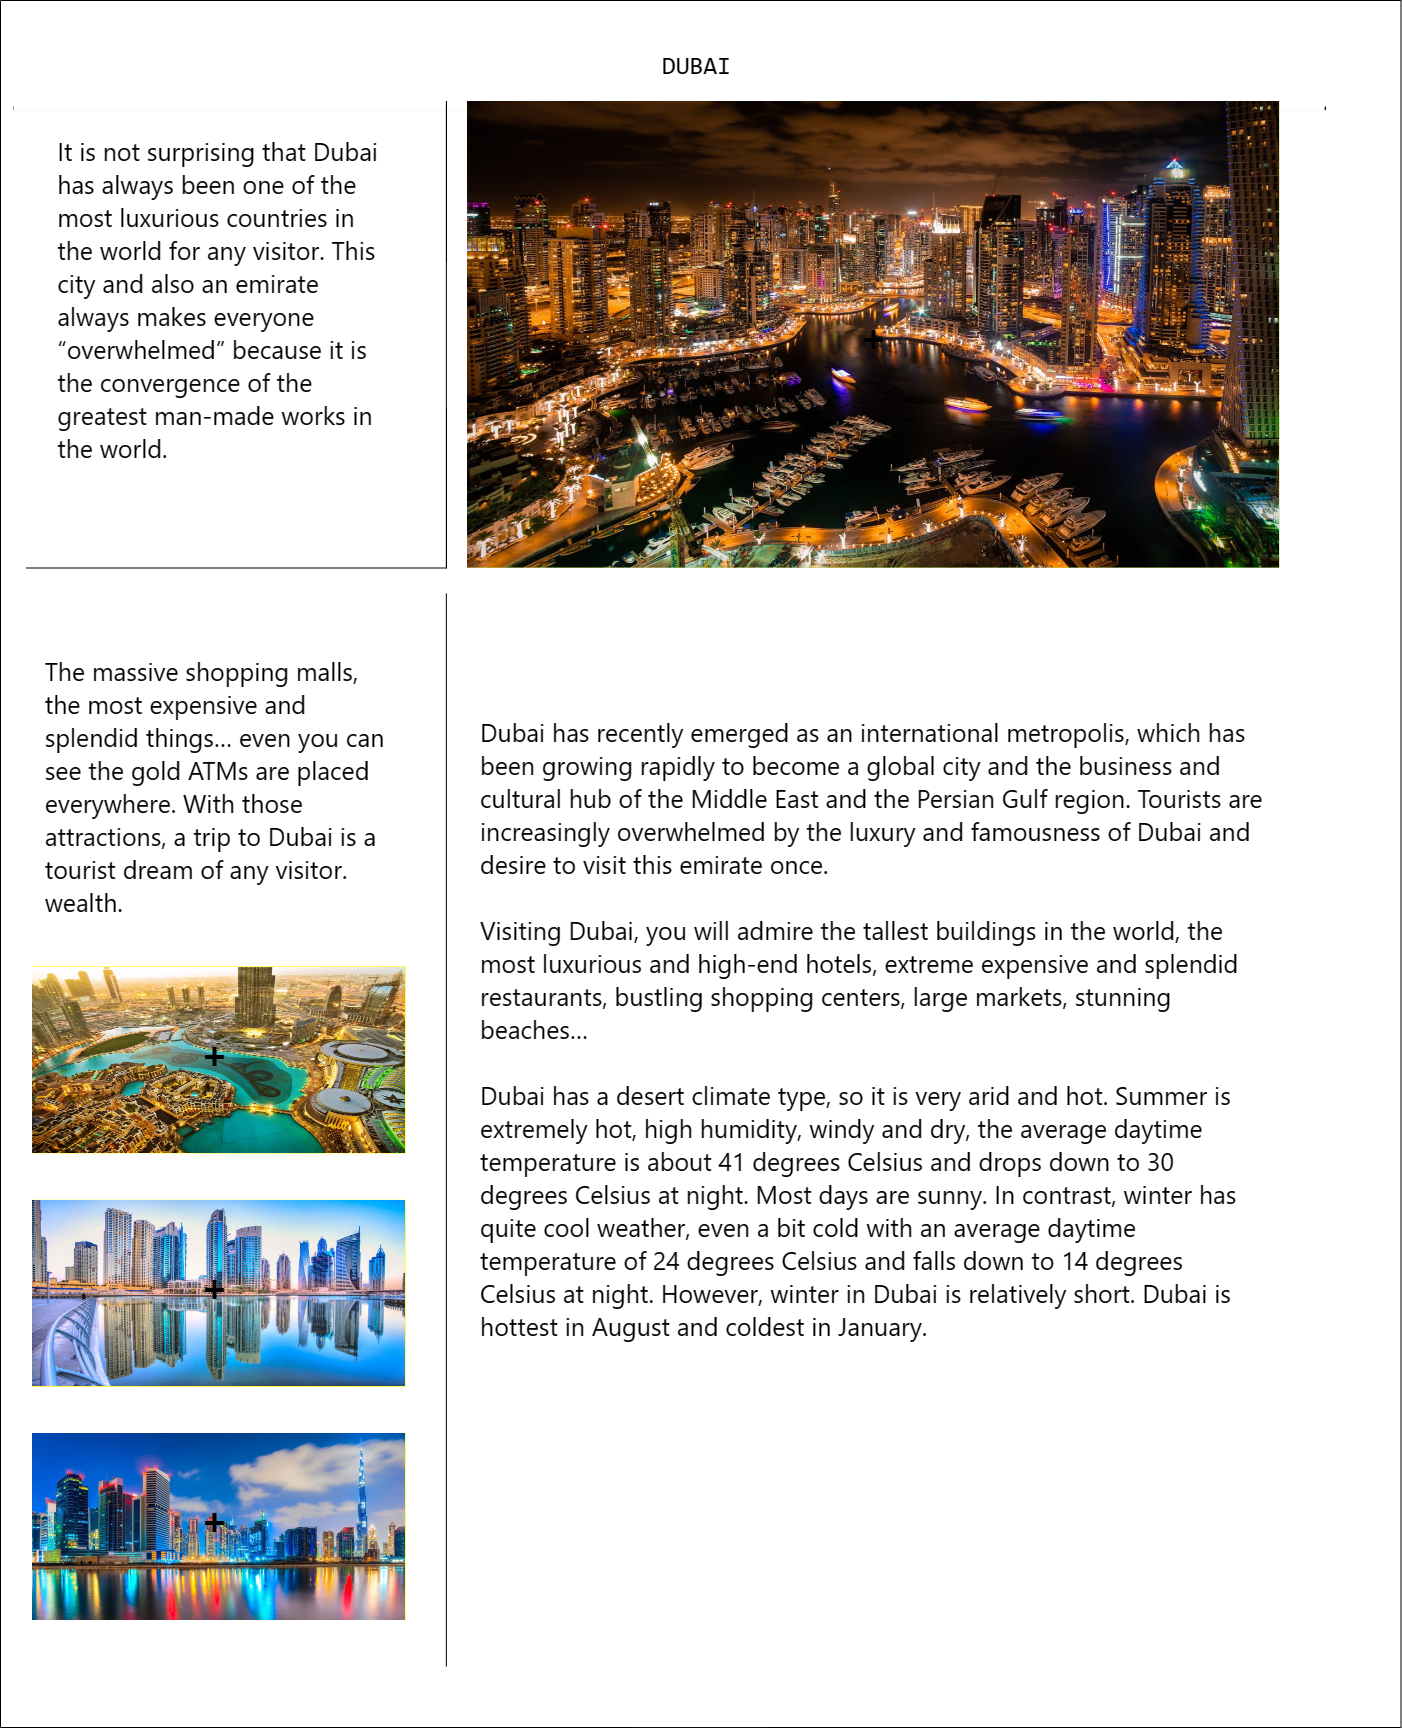 DUBAI
It is not surprising that Dubai
has always been one of the
most luxurious countries in
the world for any visitor. This
city and also an emirate
always makes everyone
“overwhelmed” because it is
the convergence of the
greatest man-made works in
the world.
The massive shopping malls,
the most expensive and
splendid things... even you can
see the gold ATMs are placed
everywhere. With those
attractions, a trip to Dubai is a
tourist dream of any visitor.
wealth.
Dubai has recently emerged as an international metropolis, which has
been growing rapidly to become a global city and the business and
cultural hub of the Middle East and the Persian Gulf region. Tourists are
increasingly overwhelmed by the luxury and famousness of Dubai and
desire to visit this emirate once.
Visiting Dubai, you will admire the tallest buildings in the world, the
most luxurious and high-end hotels, extreme expensive and splendid
restaurants, bustling shopping centers, large markets, stunning
beaches...
Dubai has a desert climate type, so it is very arid and hot. Summer is
extremely hot, high humidity, windy and dry, the average daytime
temperature is about 41 degrees Celsius and drops down to 30
degrees Celsius at night. Most days are sunny. In contrast, winter has
quite cool weather, even a bit cold with an average daytime
temperature of 24 degrees Celsius and falls down to 14 degrees
Celsius at night. However, winter in Dubai is relatively short. Dubai is
hottest in August and coldest in January.